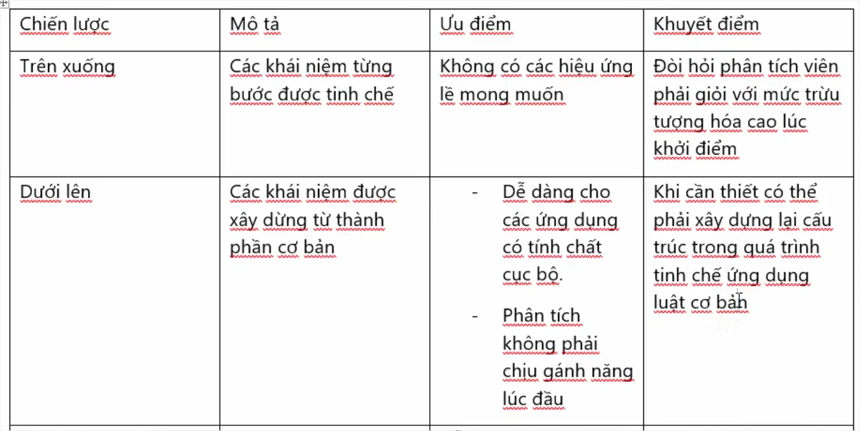 Chiến lược
Mô tả
Ưu điểm
Khuyết điểm
Trên xuống
Các khái niệm từng
bước được tinh chế
Không có các hiệu ứng
lề mong muốn
Đòi hỏi phân tích viên
phải giỏi với mức trừu
tượng hóa cao lúc
khởi điểm
Dưới lên
Các khái niệm được
xây dừng từ thành
phần cơ bản
- Dễ dàng cho
các ứng dụng
có tính chất
cục bộ.
- Phân tích
không phải
chịu gánh năng
lúc đầu
Khi cần thiết có thể
phải xây dựng lại cấu
trúc trong quá trình
tinh chế ứng dụng
luật cơ bản